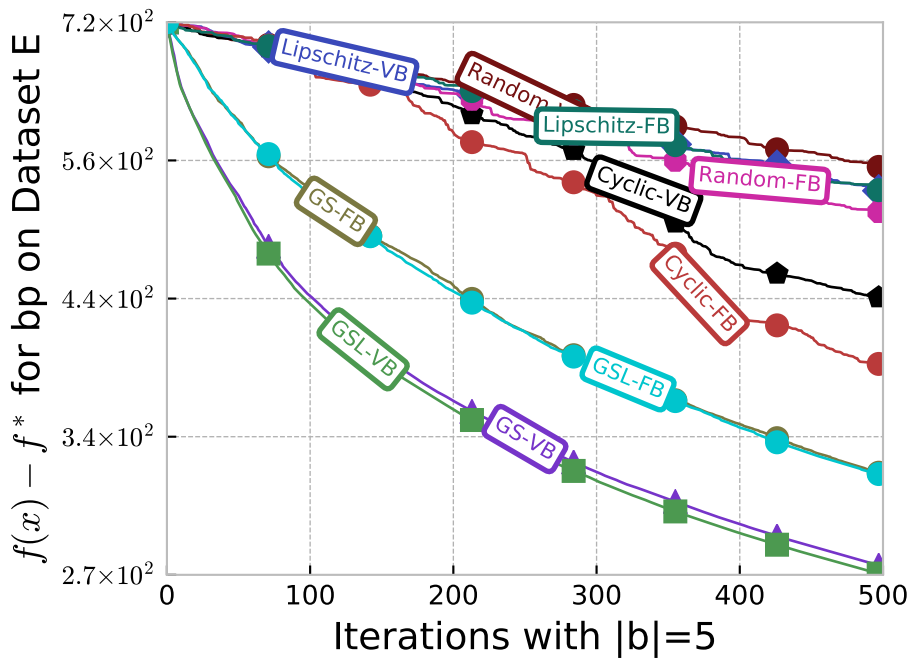 7.2×10²
5.6×10²
4.4×10²
3.4×10²
2.7×10²
f(x) − f* for bp on Dataset E
Lipschitz-VB
Random-
Lipschitz-FB
Random-FB
Cyclic-VB
GS-FB
Cyclic-FB
GSL-VB
GSL-FB
GS-VB
0 100 200 300 400 500
Iterations with |b|=5